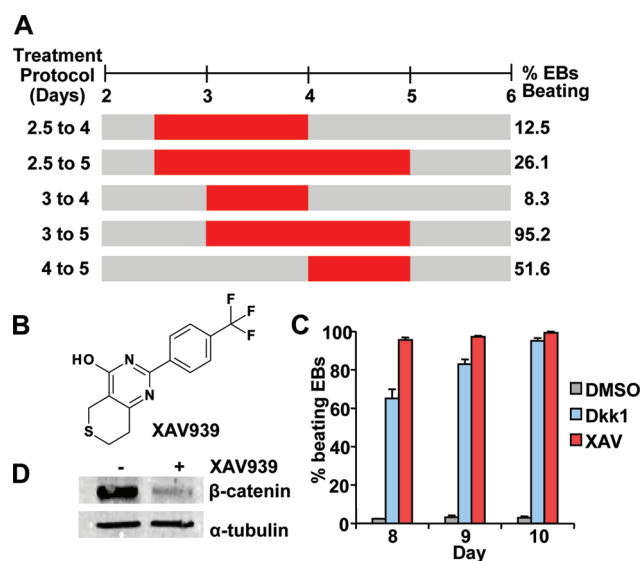 A
Treatment
Protocol
(Days)
2 3 4 5 6
% EBs
Beating
2.5 to 4 12.5
2.5 to 5 26.1
3 to 4 8.3
3 to 5 95.2
4 to 5 51.6
B
F
F
F
HO
N
N
S
XAV939
C
100
80
60
40
20
0
% beating EBs
8 9 10
Day
DMSO
Dkk1
XAV
D
- + XAV939
β-catenin
α-tubulin